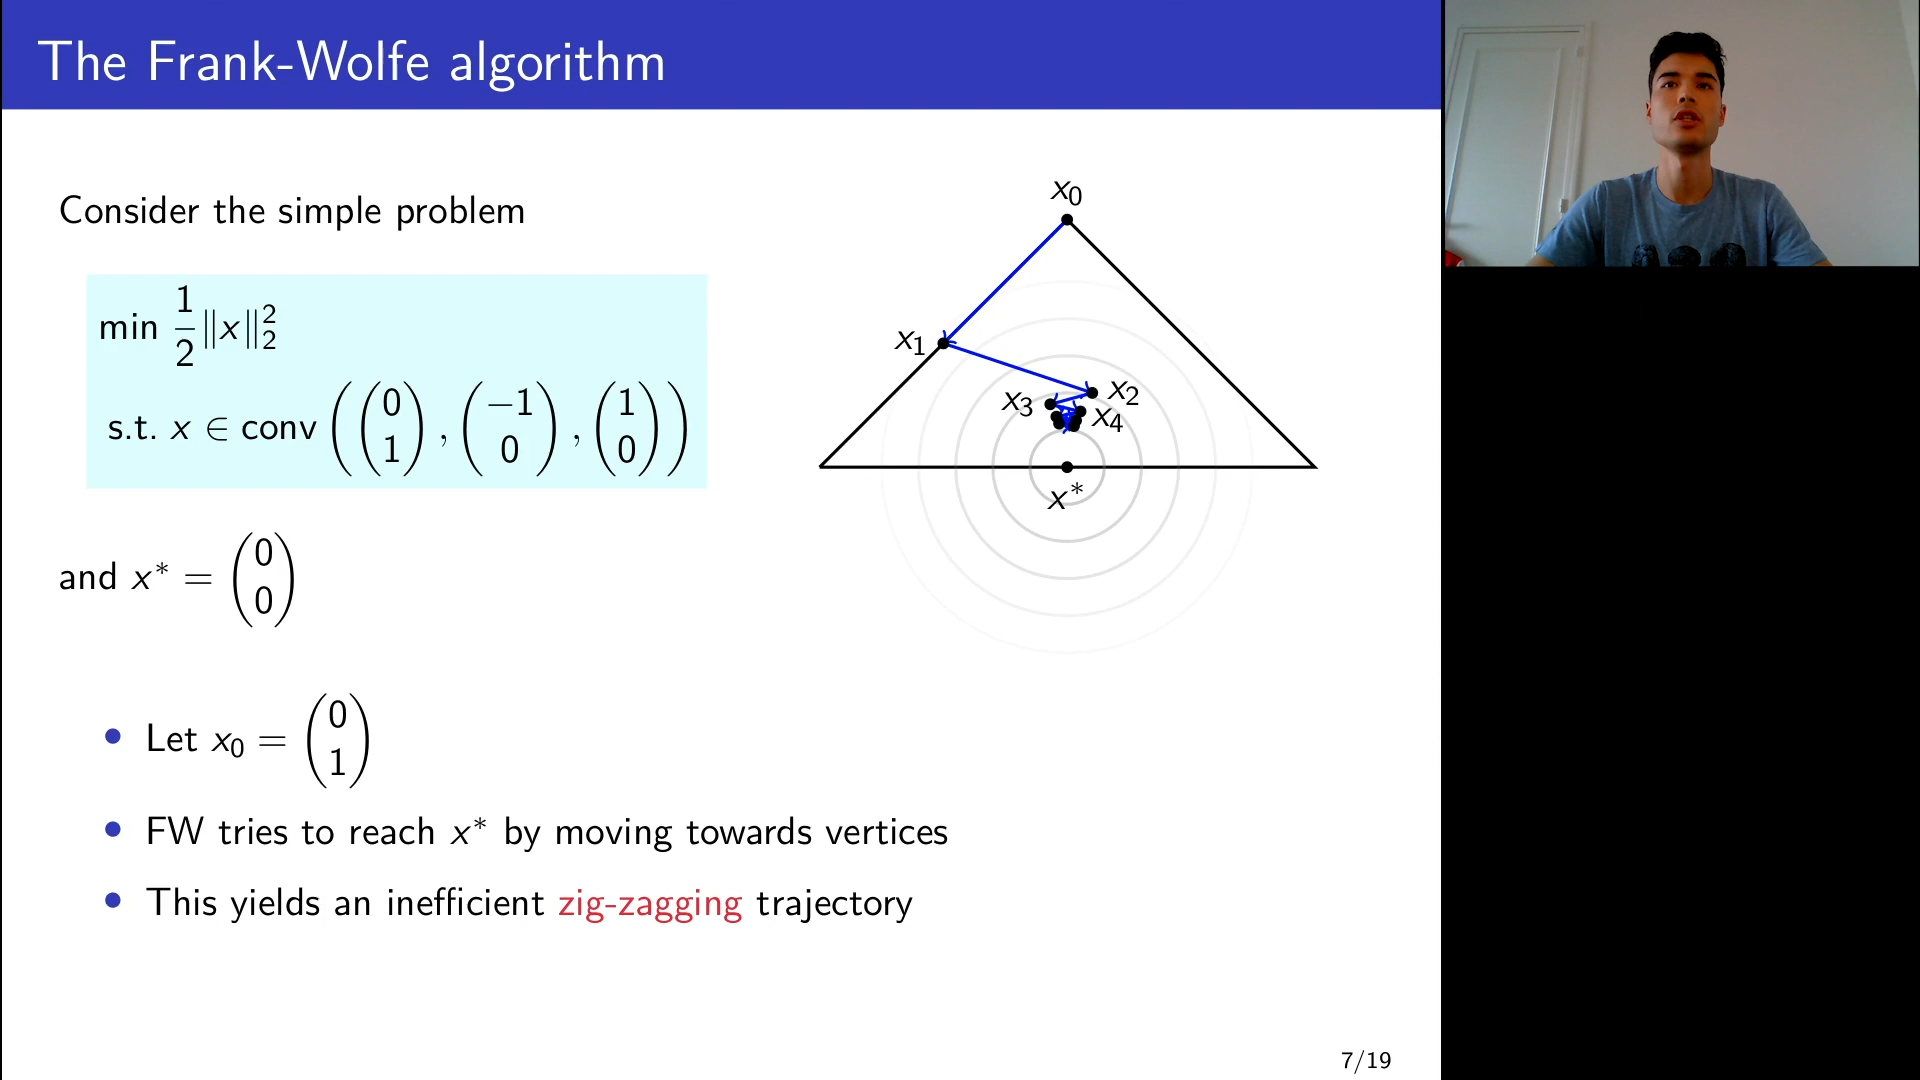 The Frank-Wolfe algorithm
Consider the simple problem
min 1/2 ‖x‖₂²
s.t. x ∈ conv((0 1), (−1 0), (1 0))
and x* = (0 0)
• Let x₀ = (0 1)
• FW tries to reach x* by moving towards vertices
• This yields an inefficient zig-zagging trajectory
x₀
x₁
x₂
x₃
x₄
x*
7/19